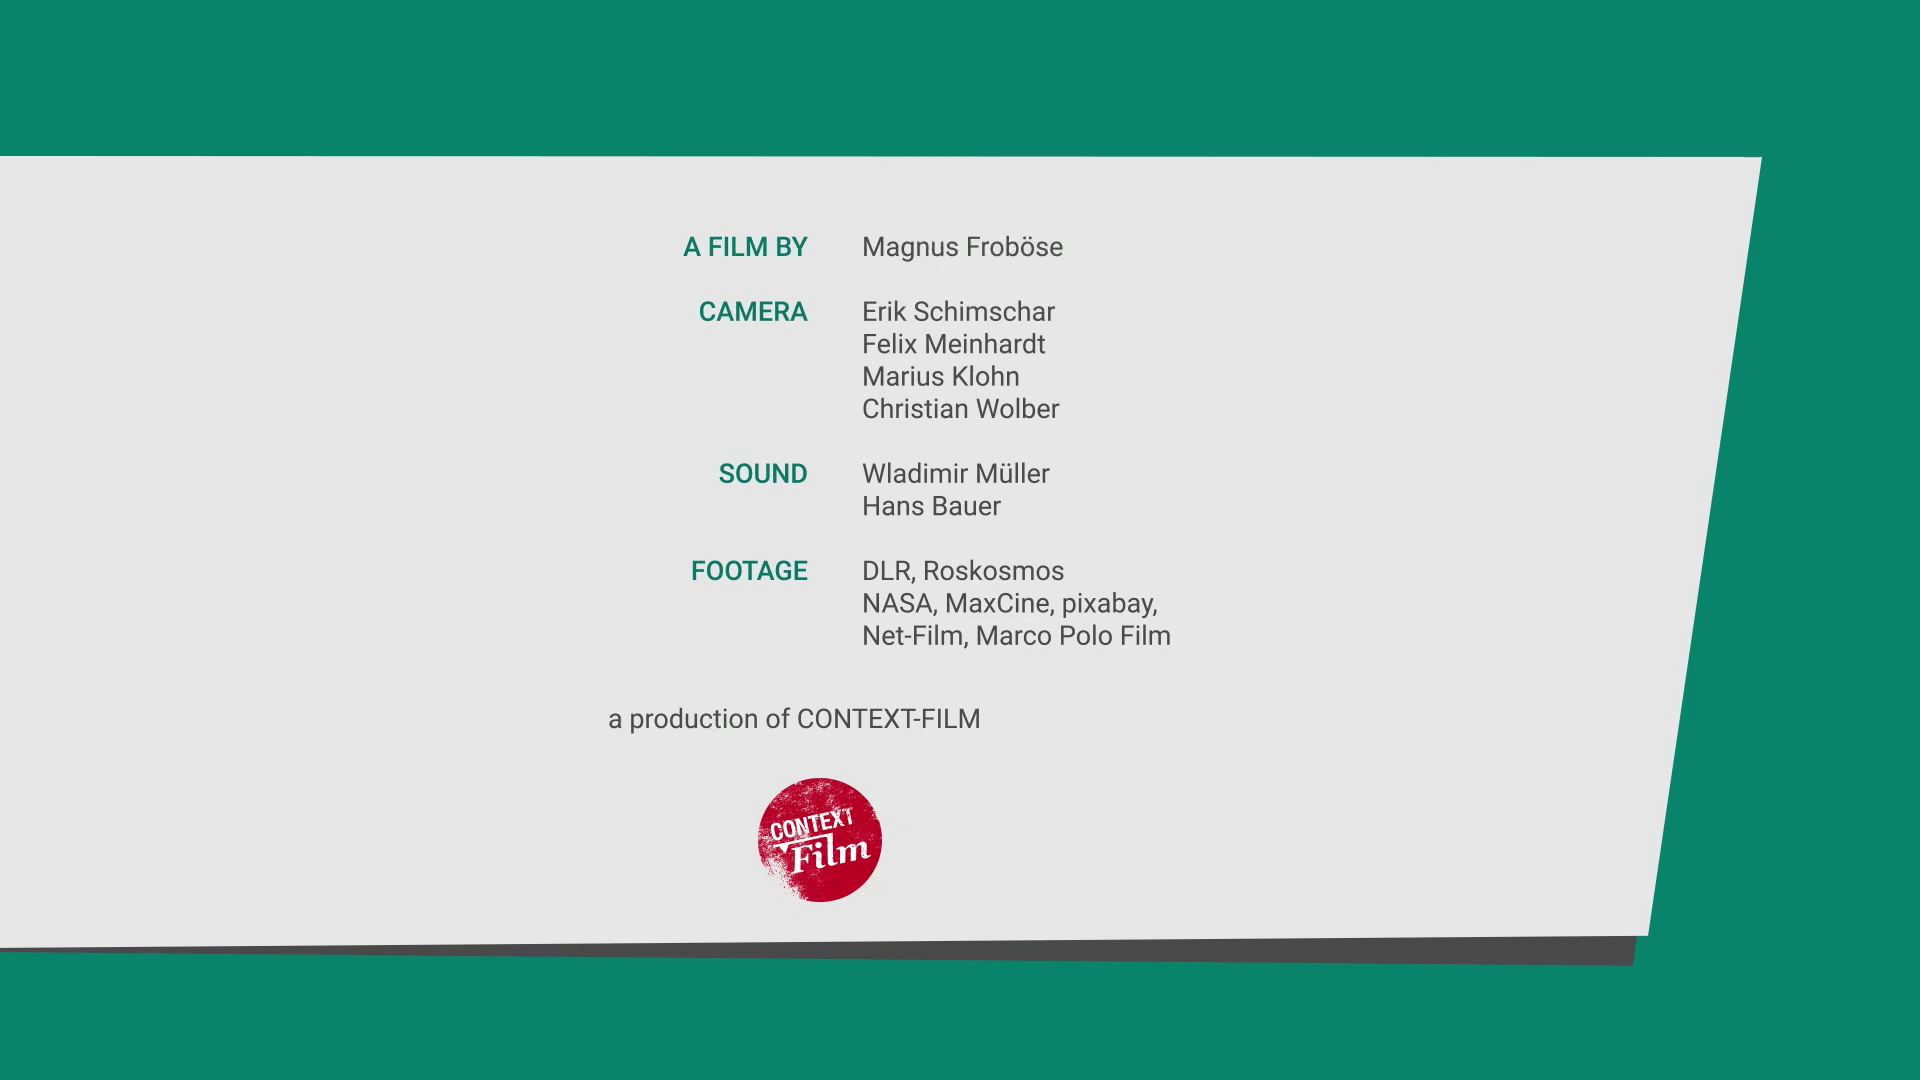 A FILM BY Magnus Froböse
CAMERA Erik Schimschar
Felix Meinhardt
Marius Klohn
Christian Wolber
SOUND Wladimir Müller
Hans Bauer
FOOTAGE DLR, Roskosmos
NASA, MaxCine, pixabay,
Net-Film, Marco Polo Film
a production of CONTEXT-FILM
CONTEXT
Film